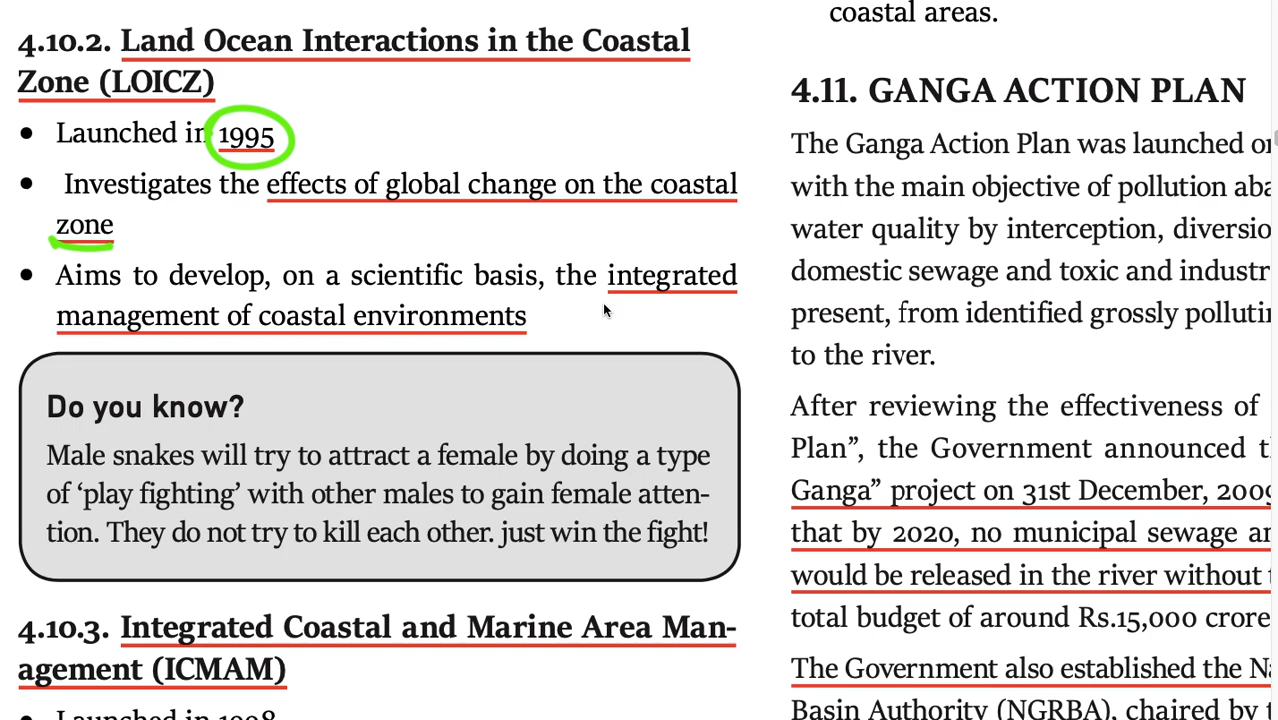 4.10.2. Land Ocean Interactions in the Coastal
Zone (LOICZ)
• Launched in 1995
• Investigates the effects of global change on the coastal
zone
• Aims to develop, on a scientific basis, the integrated
management of coastal environments
Do you know?
Male snakes will try to attract a female by doing a type
of ‘play fighting’ with other males to gain female atten-
tion. They do not try to kill each other. just win the fight!
4.10.3. Integrated Coastal and Marine Area Man-
agement (ICMAM)
Launched in 1998
coastal areas.
4.11. GANGA ACTION PLAN
The Ganga Action Plan was launched
with the main objective of pollution
water quality by interception,
domestic sewage and toxic and
present, from identified grossly
to the river.
After reviewing the effectiveness of
Plan”, the Government announced
Ganga” project on 31st December,
that by 2020, no municipal sewage
would be released in the river without
total budget of around Rs.15,000 crore
The Government also established the
Basin Authority (NGRBA), chaired by